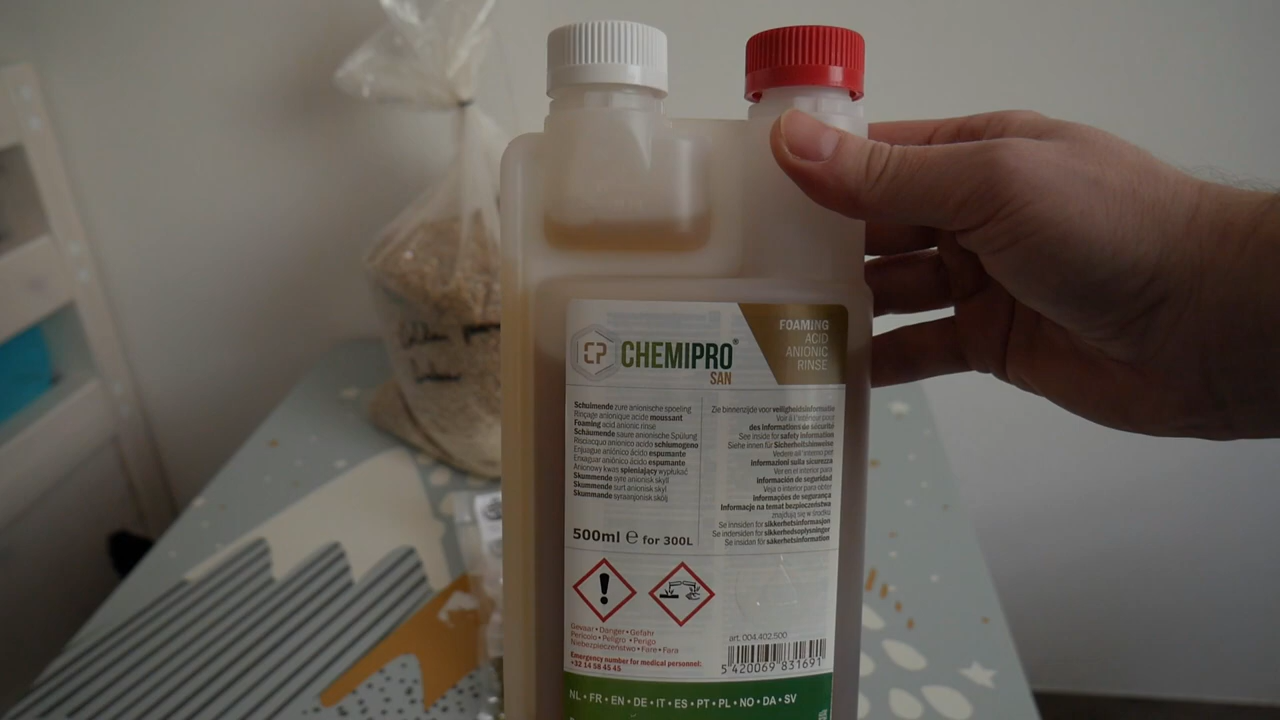 CP CHEMIPRO®
SAN
FOAMING
ACID
ANIONIC
RINSE
Schuimende zure anionische spoeling
Rinçage anionique acide moussant
Foaming acid anionic rinse
Schäumende saure anionische Spülung
Risciacquo anionico acido schiumogeno
Enjuague aniónico ácido espumante
Enxaguar aniônico ácido espumante
Anionowy kwas spieniający wypłukać
Skummende syre anionisk skyll
Skummende surt anionisk skyl
Skummande syraanjonisk skölj
Zie binnenzijde voor veiligheidsinformatie
Voir à l'intérieur pour
des informations de sécurité
See inside for safety information
Siehe innen für Sicherheitshinweise
Vedere all'interno per
Informazioni sulla sicurezza
Ver en in interior para
información de seguridad
Veja o interior para obter
informações de segurança
Informacje na temat bezpieczeństwa
znajdują się w środku
Se innsiden for sikkerhetsinformasjon
Se indersiden for sikkerhedsoplysninger
Se insidan för säkerhetsinformation
500ml e for 300L
Gevaar • Danger • Gefahr
Pericolo • Peligro • Perigo
Niebezpieczeństwo • Fare • Fara
Emergency number for medical personnel:
+32 14 58 45 45
art. 004.402.500
5 420069 831691
NL • FR • EN • DE • IT • ES • PT • PL • NO • DA • SV